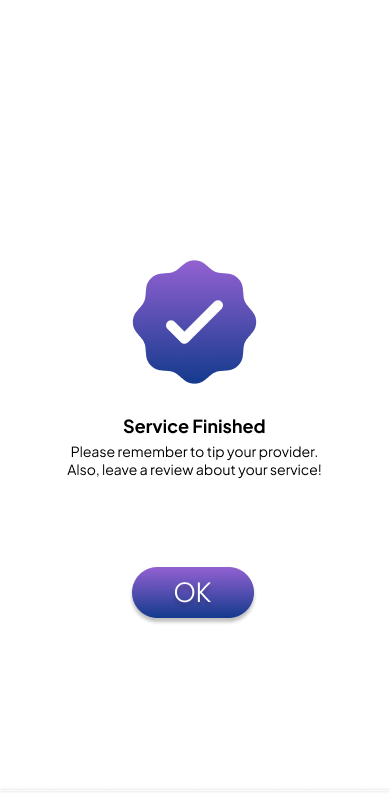 Service Finished
Please remember to tip your provider.
Also, leave a review about your service!
OK